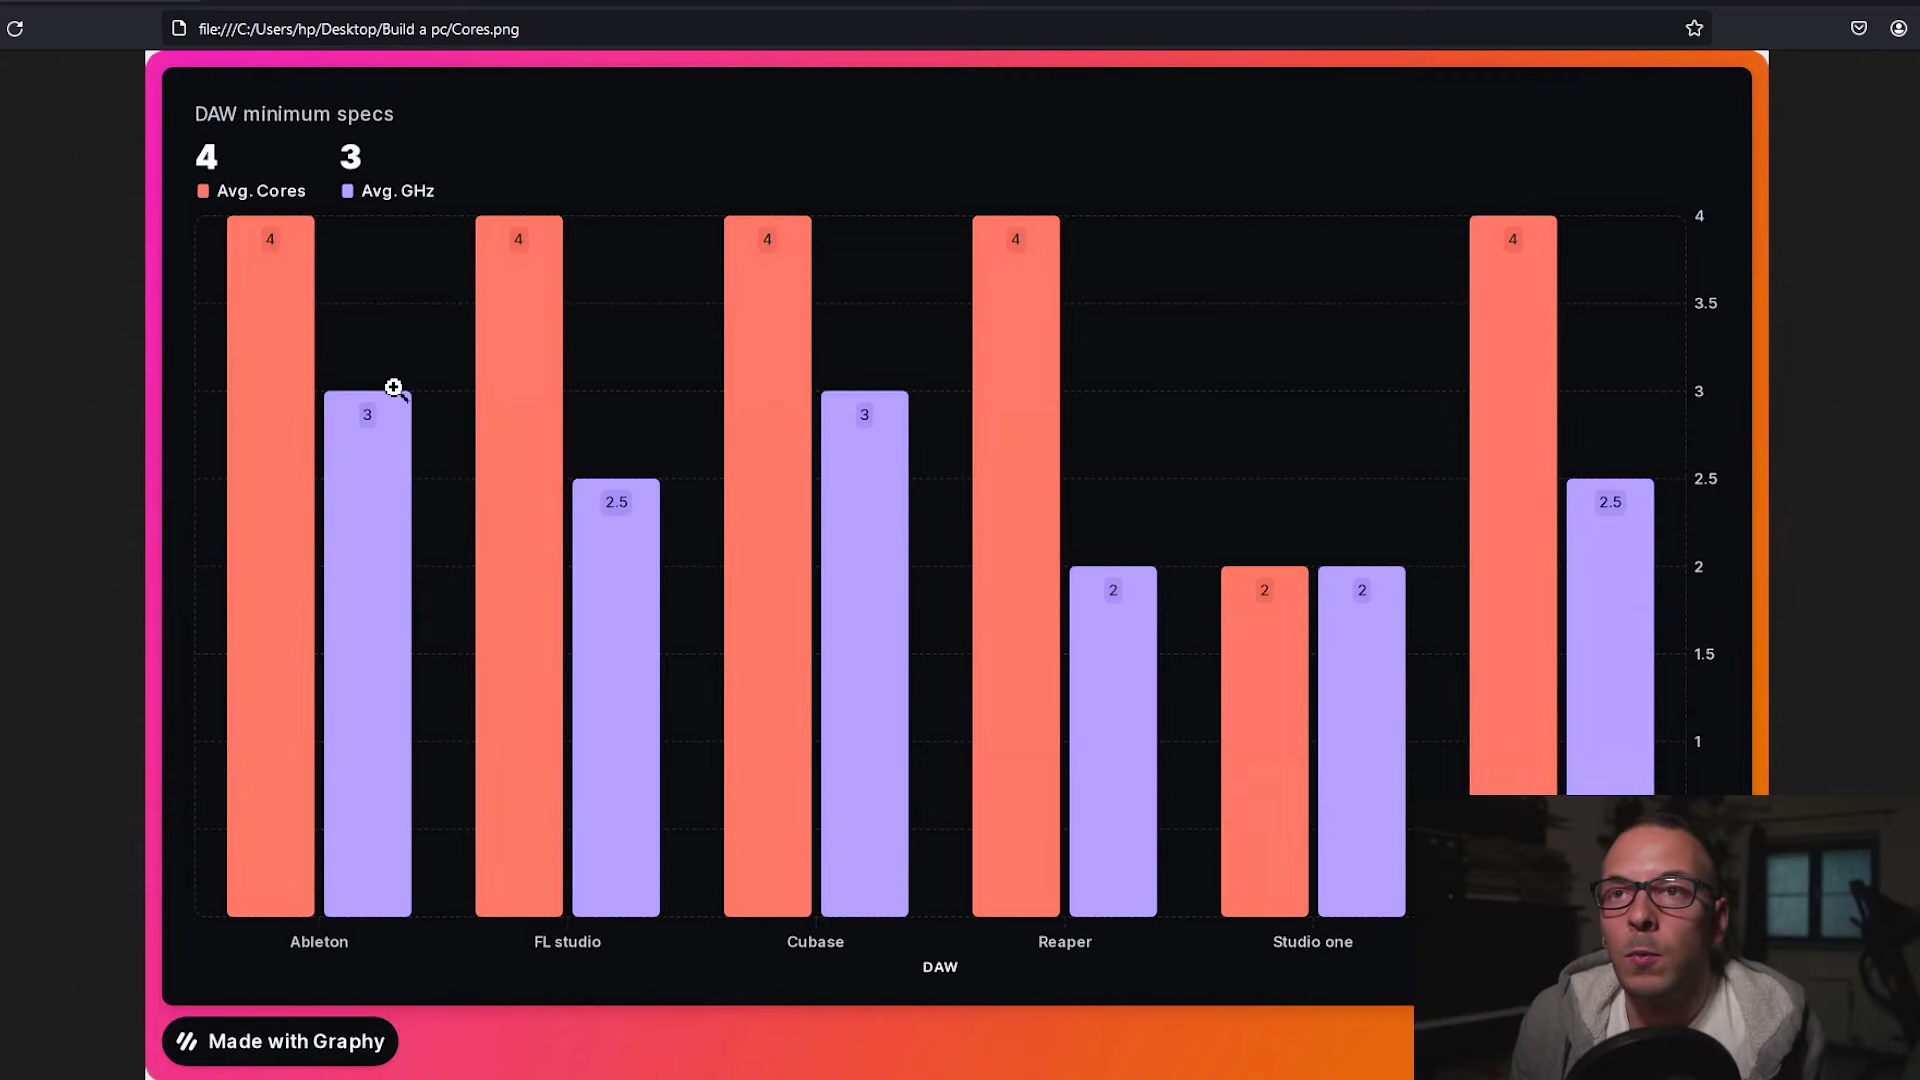 file:///C:/Users/hp/Desktop/Build a pc/Cores.png
DAW minimum specs
4 3
Avg. Cores Avg. GHz
4 4 4 4 4 4
3.5
3 3 3
2.5 2.5 2.5
2 2 2 2
1.5
1
Ableton FL studio Cubase Reaper Studio one
DAW
Made with Graphy